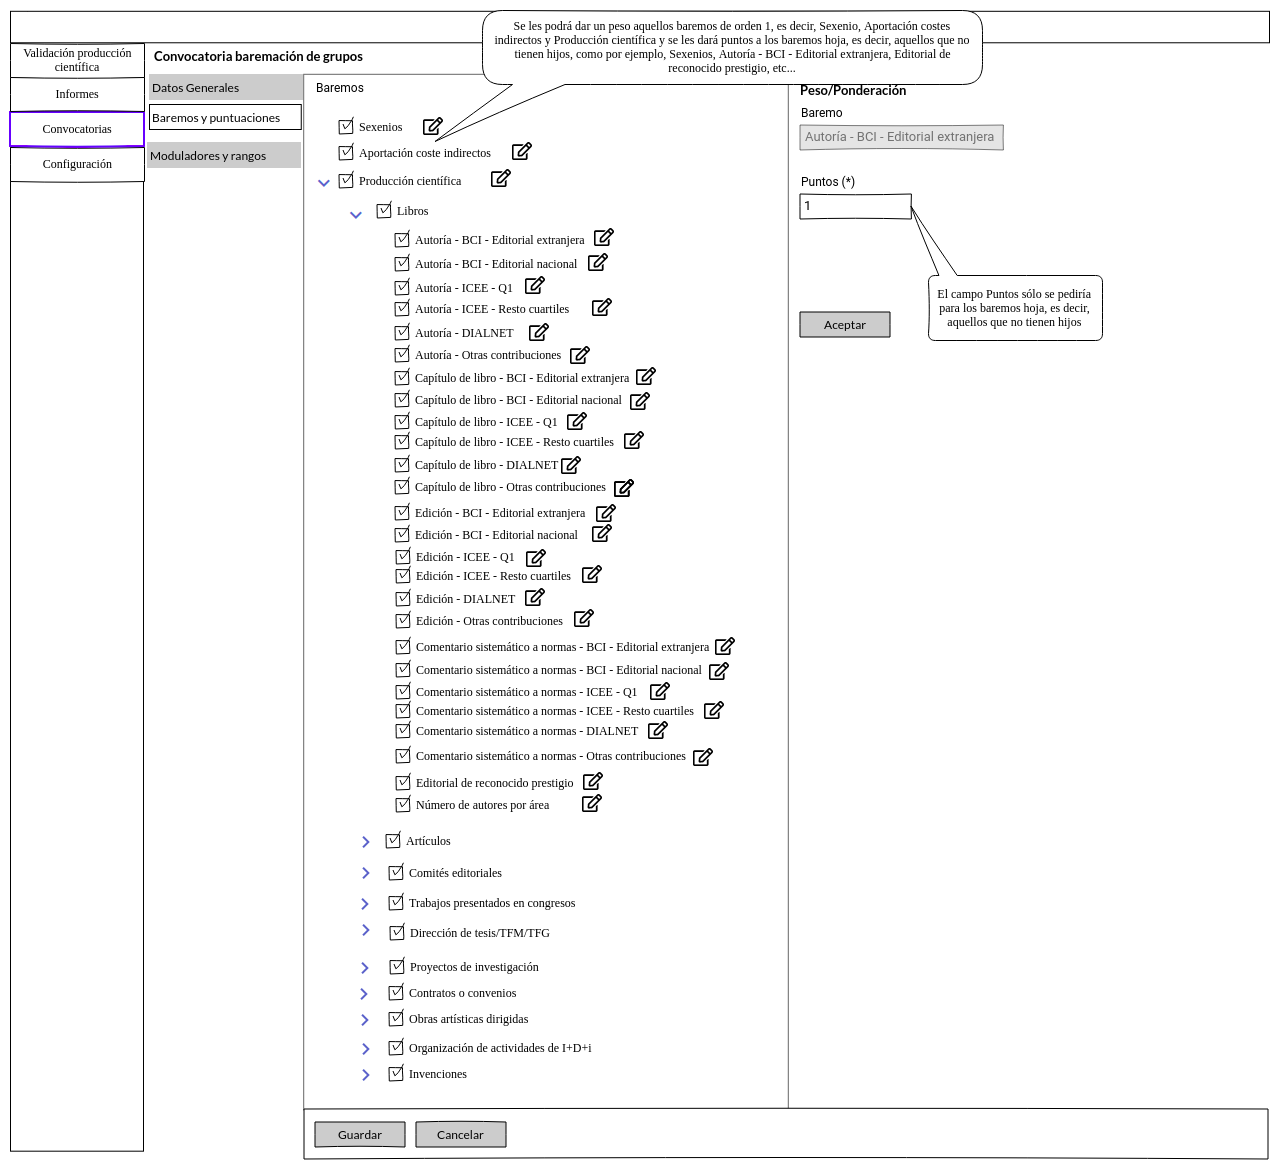 Se les podrá dar un peso aquellos baremos de orden 1, es decir, Sexenio, Aportación costes
indirectos y Producción científica y se les dará puntos a los baremos hoja, es decir, aquellos que no
tienen hijos, como por ejemplo, Sexenios, Autoría - BCI - Editorial extranjera, Editorial de
reconocido prestigio, etc...
Validación producción
científica
Informes
Convocatorias
Configuración
Convocatoria baremación de grupos
Datos Generales
Baremos y puntuaciones
Moduladores y rangos
Baremos
Sexenios
Aportación coste indirectos
Producción científica
Libros
Autoría - BCI - Editorial extranjera
Autoría - BCI - Editorial nacional
Autoría - ICEE - Q1
Autoría - ICEE - Resto cuartiles
Autoría - DIALNET
Autoría - Otras contribuciones
Capítulo de libro - BCI - Editorial extranjera
Capítulo de libro - BCI - Editorial nacional
Capítulo de libro - ICEE - Q1
Capítulo de libro - ICEE - Resto cuartiles
Capítulo de libro - DIALNET
Capítulo de libro - Otras contribuciones
Edición - BCI - Editorial extranjera
Edición - BCI - Editorial nacional
Edición - ICEE - Q1
Edición - ICEE - Resto cuartiles
Edición - DIALNET
Edición - Otras contribuciones
Comentario sistemático a normas - BCI - Editorial extranjera
Comentario sistemático a normas - BCI - Editorial nacional
Comentario sistemático a normas - ICEE - Q1
Comentario sistemático a normas - ICEE - Resto cuartiles
Comentario sistemático a normas - DIALNET
Comentario sistemático a normas - Otras contribuciones
Editorial de reconocido prestigio
Número de autores por área
Artículos
Comités editoriales
Trabajos presentados en congresos
Dirección de tesis/TFM/TFG
Proyectos de investigación
Contratos o convenios
Obras artísticas dirigidas
Organización de actividades de I+D+i
Invenciones
Peso/Ponderación
Baremo
Autoría - BCI - Editorial extranjera
Puntos (*)
1
El campo Puntos sólo se pediría
para los baremos hoja, es decir,
aquellos que no tienen hijos
Aceptar
Guardar
Cancelar